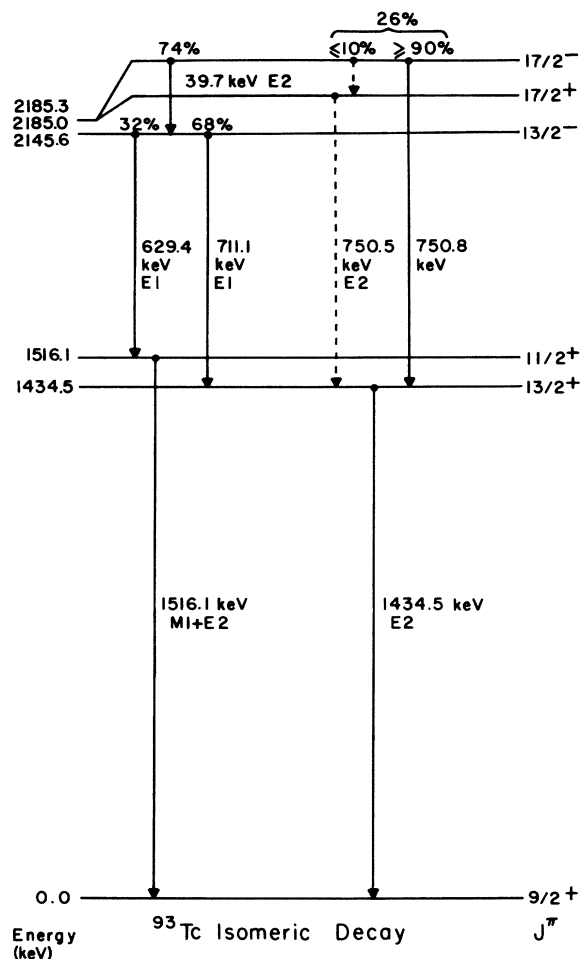 26%
74% ≤10% ≥90%
17/2⁻
39.7 keV E2
17/2⁺
2185.3
2185.0
2145.6
32% 68%
13/2⁻
629.4 711.1 750.5 750.8
keV keV keV keV
E1 E1 E2
1516.1 11/2⁺
1434.5 13/2⁺
1516.1 keV 1434.5 keV
M1+E2 E2
0.0 9/2⁺
Energy ⁹³Tc Isomeric Decay Jᵖⁱ
(keV)